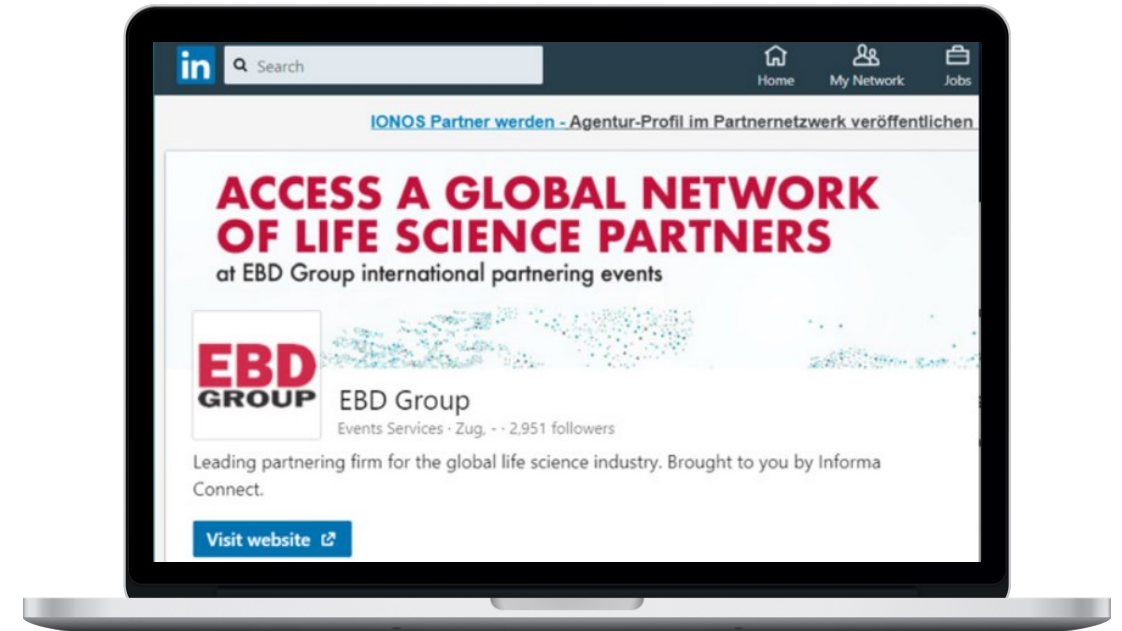 in
Search
Home
My Network
Jobs
IONOS Partner werden - Agentur-Profil im Partnernetzwerk veröffentlichen
ACCESS A GLOBAL NETWORK
OF LIFE SCIENCE PARTNERS
at EBD Group international partnering events
EBD
GROUP
EBD Group
Events Services · Zug, - · 2,951 followers
Leading partnering firm for the global life science industry. Brought to you by Informa
Connect.
Visit website